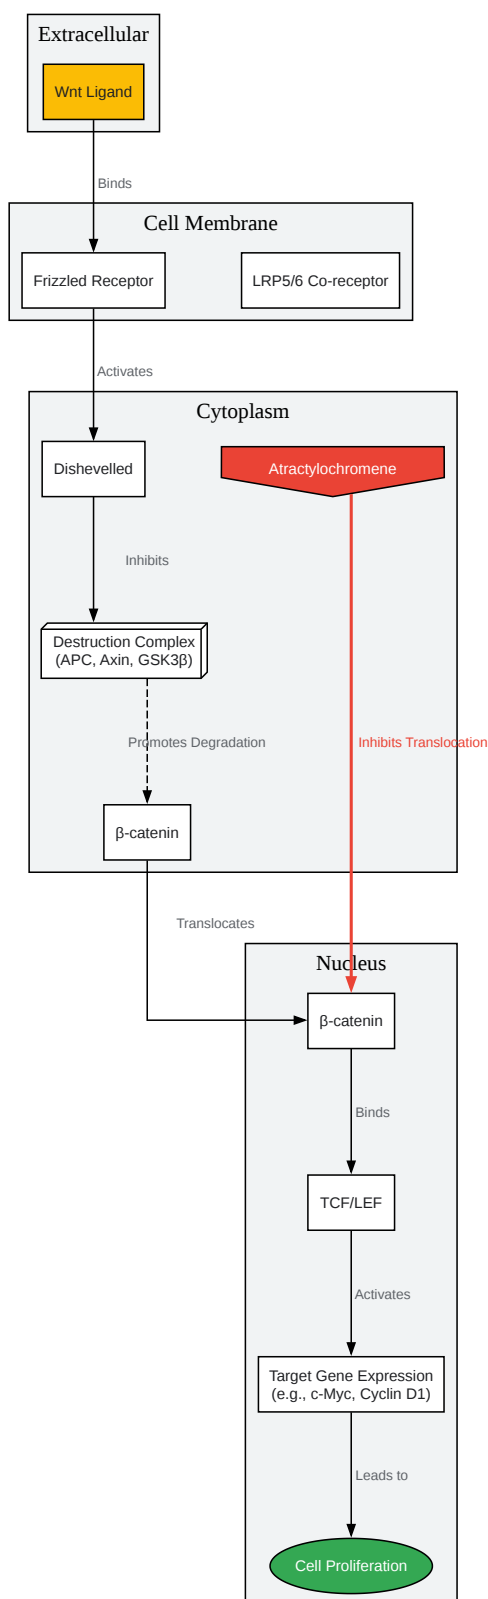 Extracellular
Wnt Ligand
Binds
Cell Membrane
Frizzled Receptor
LRP5/6 Co-receptor
Activates
Cytoplasm
Dishevelled
Atractylochromene
Inhibits
Destruction Complex
(APC, Axin, GSK3β)
Promotes Degradation
Inhibits Translocation
β-catenin
Translocates
Nucleus
β-catenin
Binds
TCF/LEF
Activates
Target Gene Expression
(e.g., c-Myc, Cyclin D1)
Leads to
Cell Proliferation